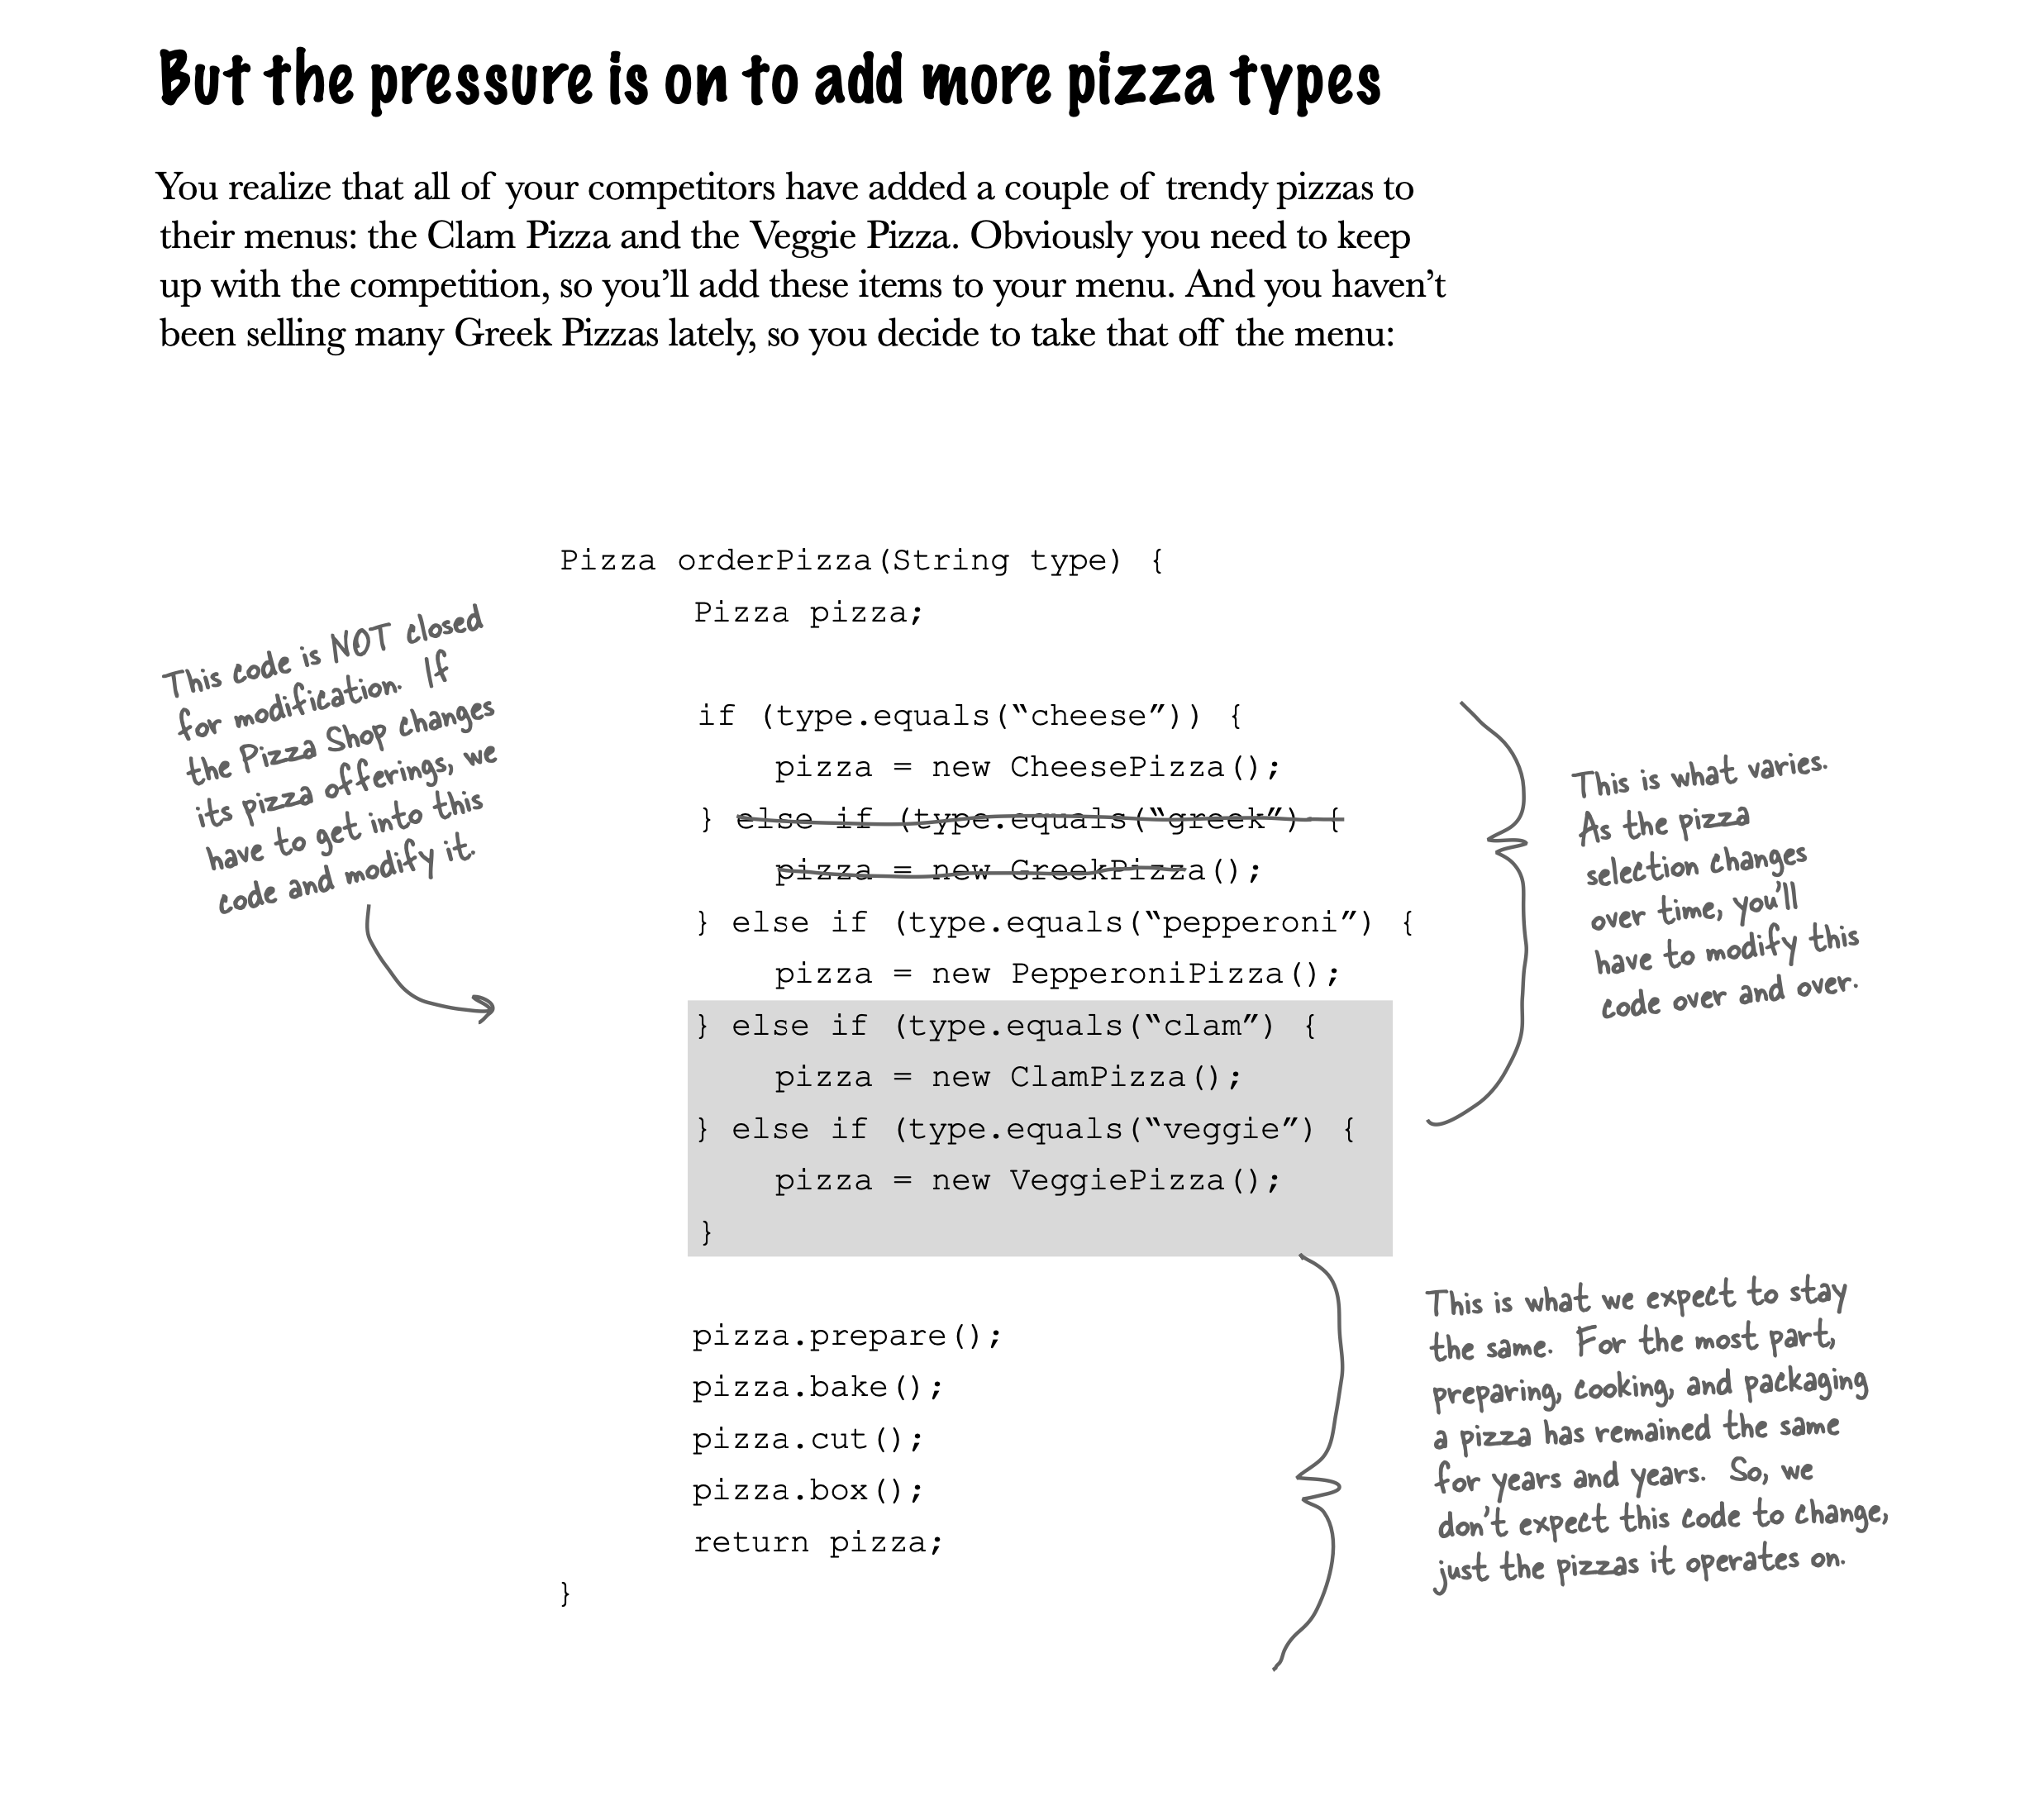 But the pressure is on to add more pizza types
You realize that all of your competitors have added a couple of trendy pizzas to
their menus: the Clam Pizza and the Veggie Pizza. Obviously you need to keep
up with the competition, so you’ll add these items to your menu. And you haven’t
been selling many Greek Pizzas lately, so you decide to take that off the menu:
This code is NOT closed
for modification. If
the Pizza Shop changes
its pizza offerings, we
have to get into this
code and modify it.
Pizza orderPizza(String type) {
Pizza pizza;
if (type.equals(“cheese”)) {
pizza = new CheesePizza();
} else if (type.equals(“greek”) {
pizza = new GreekPizza();
} else if (type.equals(“pepperoni”) {
pizza = new PepperoniPizza();
} else if (type.equals(“clam”) {
pizza = new ClamPizza();
} else if (type.equals(“veggie”) {
pizza = new VeggiePizza();
}
pizza.prepare();
pizza.bake();
pizza.cut();
pizza.box();
return pizza;
}
This is what varies.
As the pizza
selection changes
over time, you’ll
have to modify this
code over and over.
This is what we expect to stay
the same. For the most part,
preparing, cooking, and packaging
a pizza has remained the same
for years and years. So, we
don’t expect this code to change,
just the pizzas it operates on.